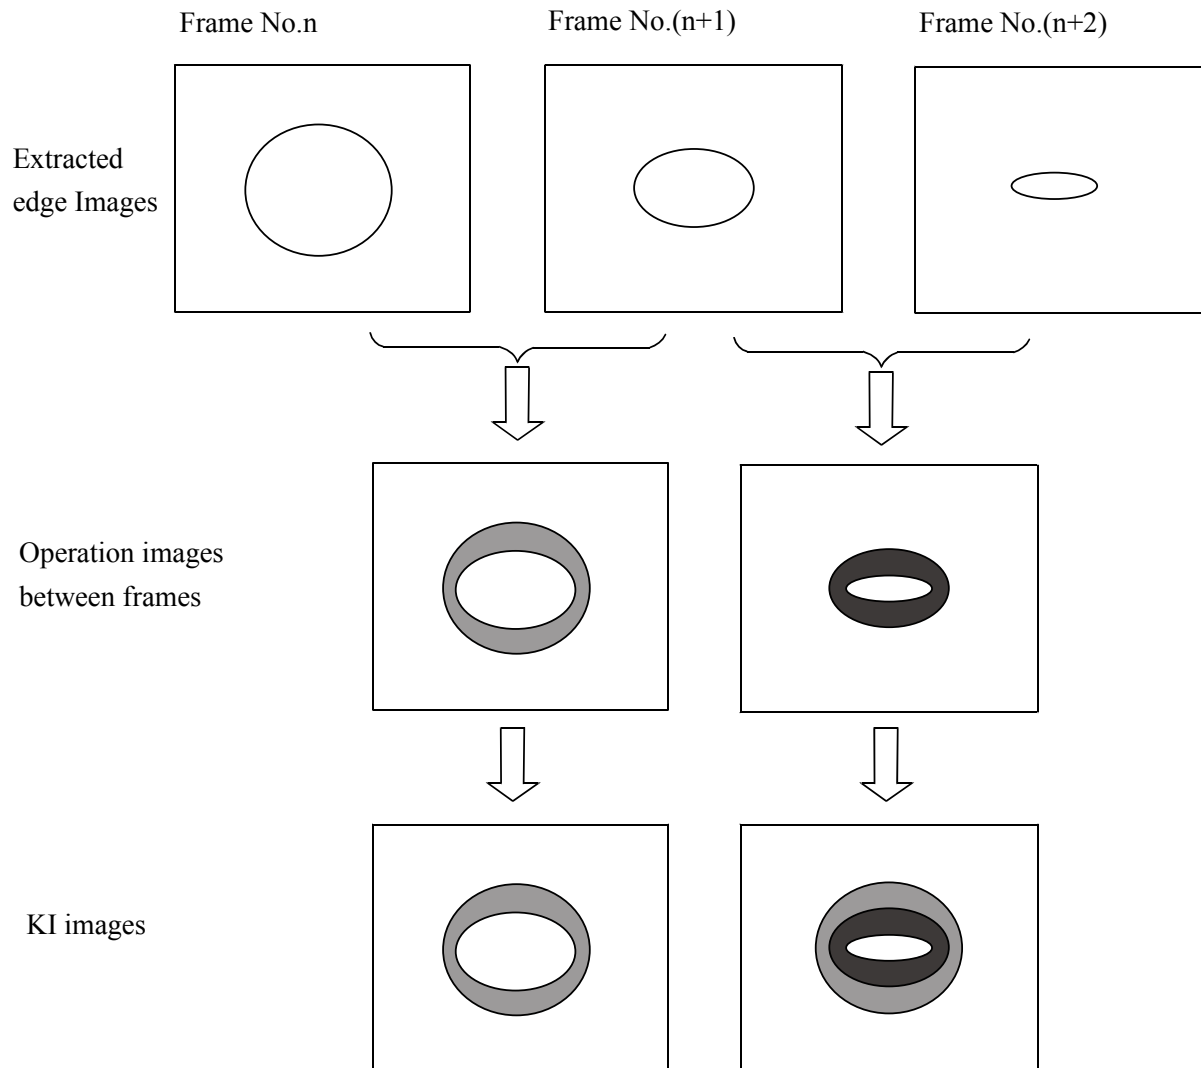 Frame No.n
Frame No.(n+1)
Frame No.(n+2)
Extracted
edge Images
Operation images
between frames
KI images